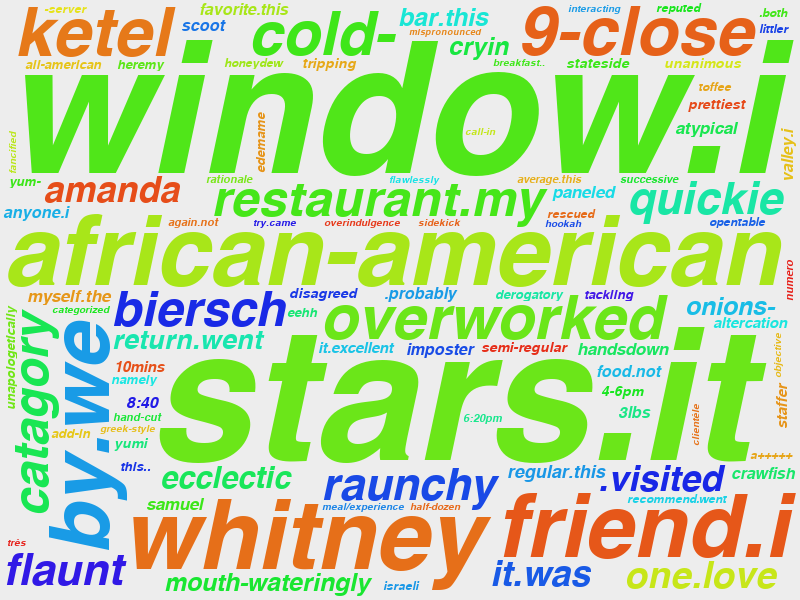 -server
favorite.this
interacting
reputed
.both
ketel
scoot
cold-
bar.this
mispronounced
cryin
9-close
littler
all-american
heremy
honeydew
tripping
breakfast..
stateside
unanimous
window.i
toffee
prettiest
atypical
call-in
edemame
fancified
valley.i
yum-
amanda
rationale
flawlessly
average.this
successive
restaurant.my
paneled
quickie
anyone.i
again.not
try.came
overindulgence
sidekick
rescued
hookah
opentable
african-american
numero
myself.the
categorized
biersch
disagreed
.probably
derogatory
tackling
onions-
altercation
eehh
overworked
unapologetically
catagory
by.we
return.went
it.excellent
imposter
semi-regular
handsdown
objective
10mins
namely
stars.it
food.not
4-6pm
3lbs
staffer
8:40
hand-cut
greek-style
add-in
yumi
6:20pm
clientèle
this..
a+++++
ecclectic
raunchy
regular.this
.visited
crawfish
samuel
meal/experience
half-dozen
recommend.went
whitney
friend.i
très
flaunt
mouth-wateringly
israeli
it.was
one.love